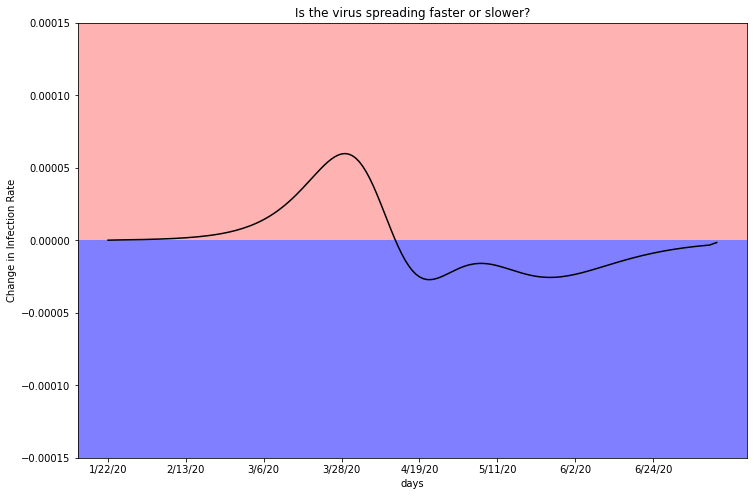 Is the virus spreading faster or slower?
0.00015
0.00010
0.00005
0.00000
−0.00005
−0.00010
−0.00015
Change in Infection Rate
1/22/20 2/13/20 3/6/20 3/28/20 4/19/20 5/11/20 6/2/20 6/24/20
days